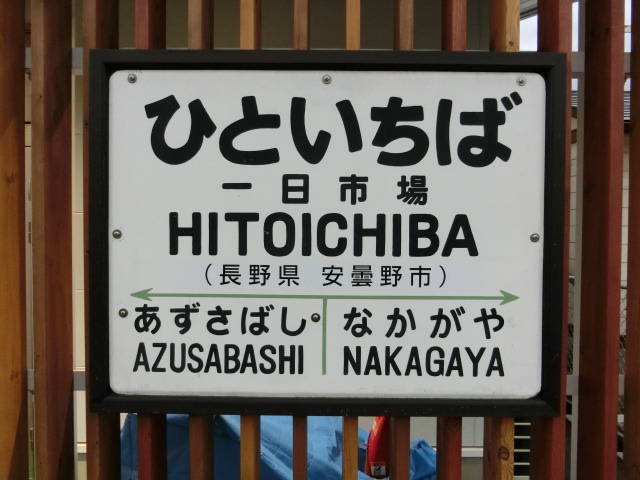 ひといちば
一日市場
HITOICHIBA
（長野県 安曇野市）
あずさばし なかがや
AZUSABASHI NAKAGAYA